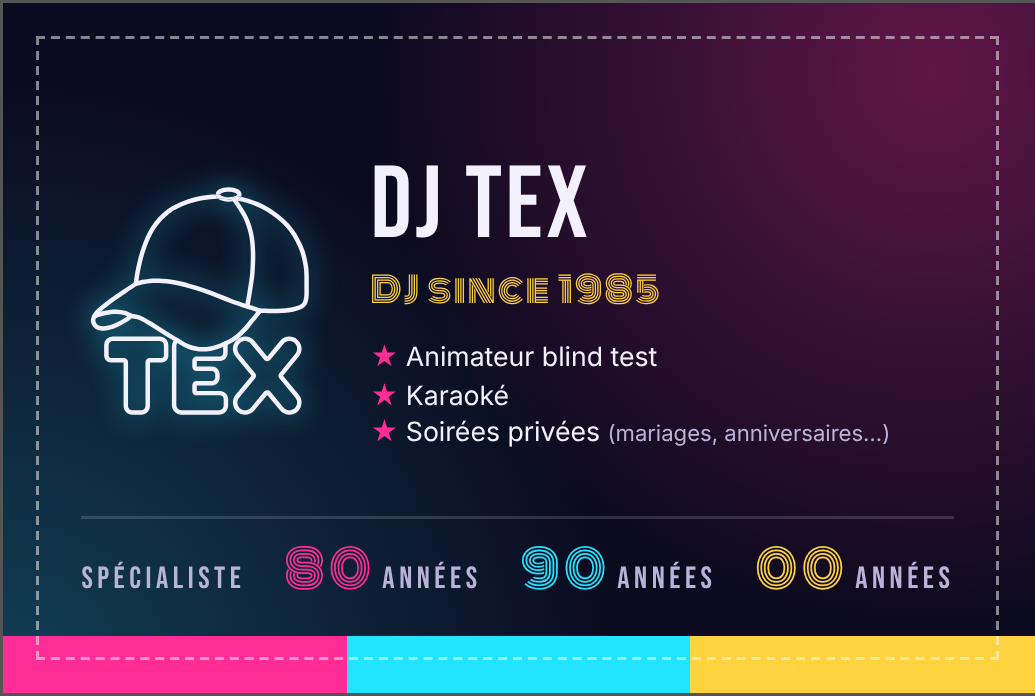 DJ TEX
DJ SINCE 1985
TEX
★ Animateur blind test
★ Karaoké
★ Soirées privées (mariages, anniversaires...)
SPÉCIALISTE 80 ANNÉES 90 ANNÉES 00 ANNÉES